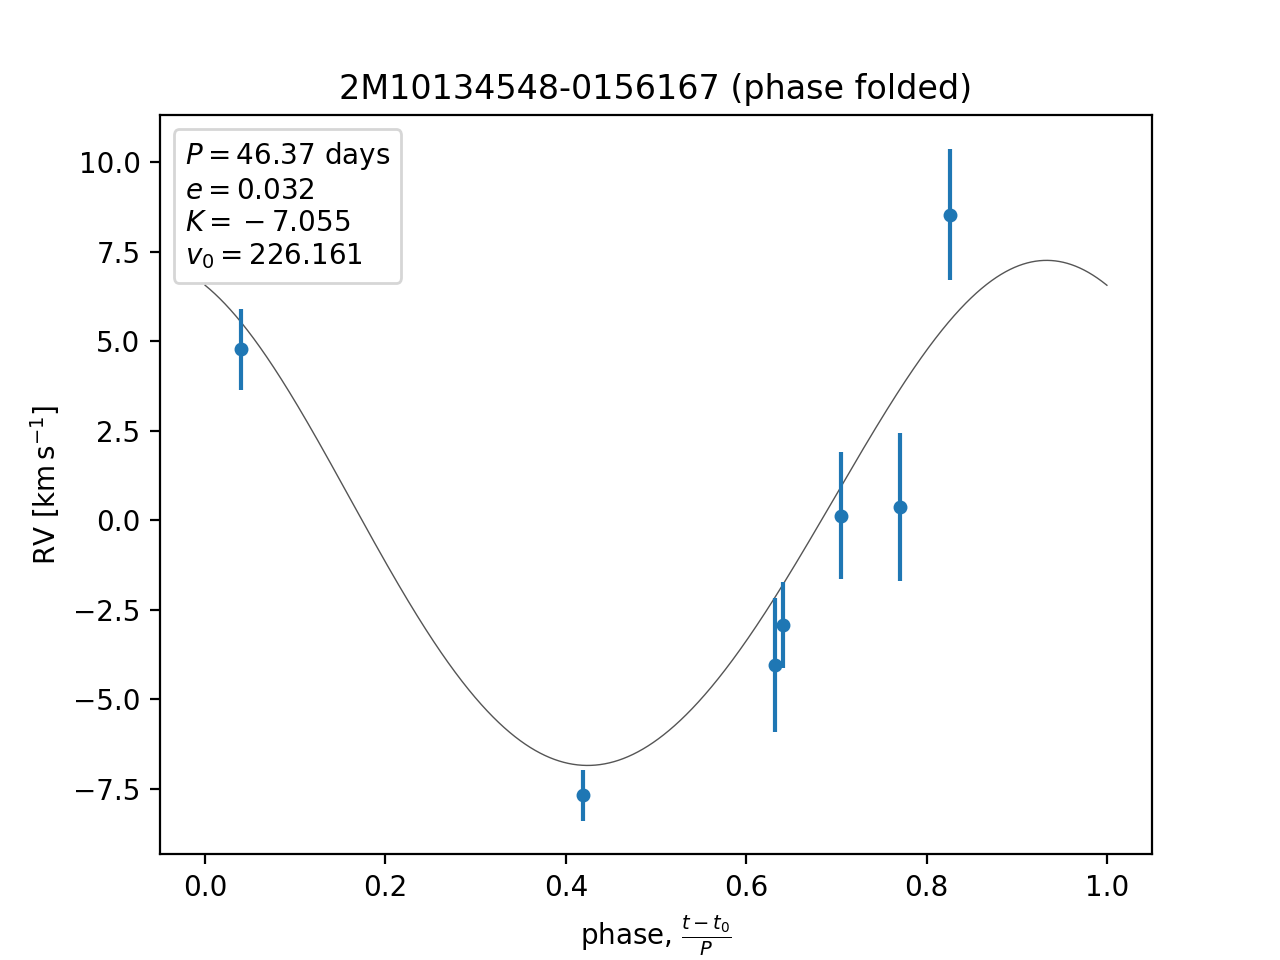 2M10134548-0156167 (phase folded)
P = 46.37 days
e = 0.032
K = −7.055
v₀ = 226.161
10.0
7.5
5.0
2.5
0.0
−2.5
−5.0
−7.5
RV [km s⁻¹]
0.0 0.2 0.4 0.6 0.8 1.0
phase, (t − t₀)/P